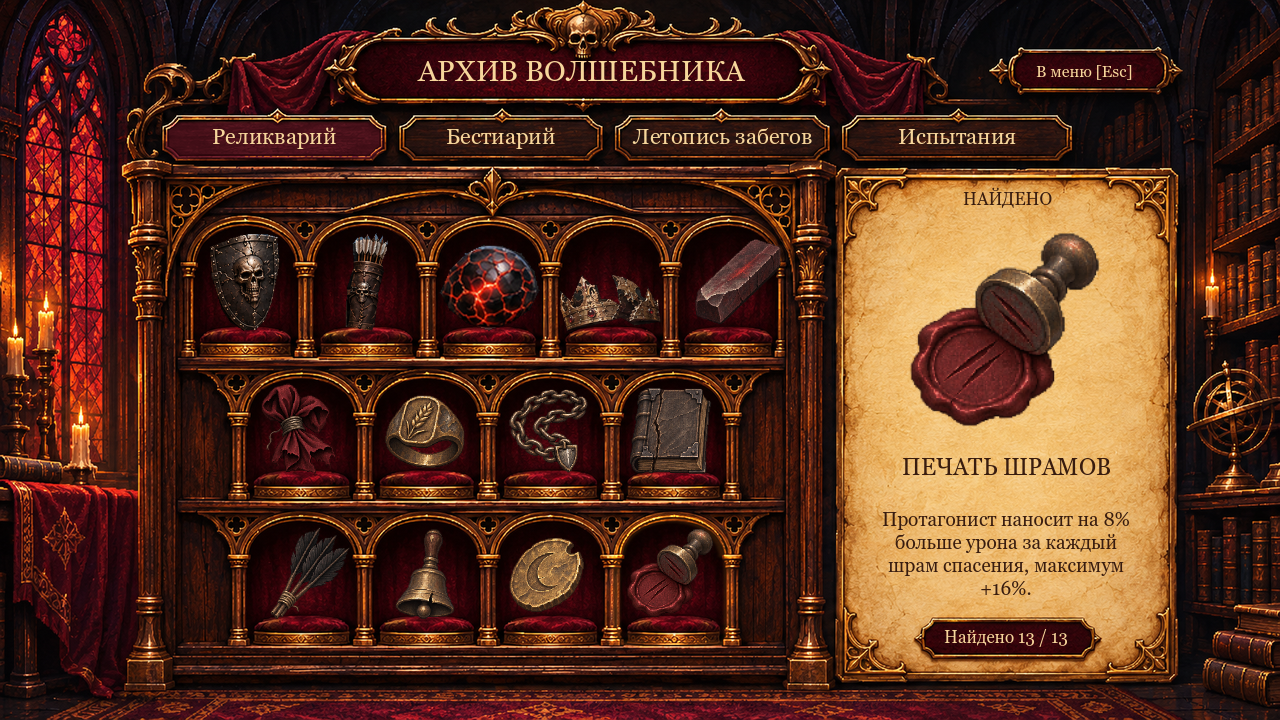 АРХИВ ВОЛШЕБНИКА
В меню [Esc]
Реликварий
Бестиарий
Летопись забегов
Испытания
НАЙДЕНО
ПЕЧАТЬ ШРАМОВ
Протагонист наносит на 8%
больше урона за каждый
шрам спасения, максимум
+16%.
Найдено 13 / 13